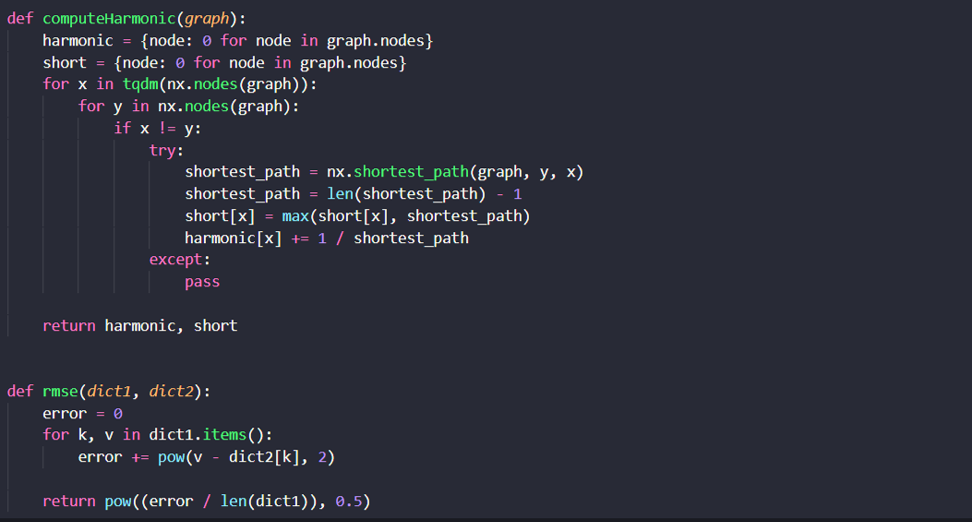 def computeHarmonic(graph):
    harmonic = {node: 0 for node in graph.nodes}
    short = {node: 0 for node in graph.nodes}
    for x in tqdm(nx.nodes(graph)):
        for y in nx.nodes(graph):
            if x != y:
                try:
                    shortest_path = nx.shortest_path(graph, y, x)
                    shortest_path = len(shortest_path) - 1
                    short[x] = max(short[x], shortest_path)
                    harmonic[x] += 1 / shortest_path
                except:
                    pass
    return harmonic, short
def rmse(dict1, dict2):
    error = 0
    for k, v in dict1.items():
        error += pow(v - dict2[k], 2)
    return pow((error / len(dict1)), 0.5)